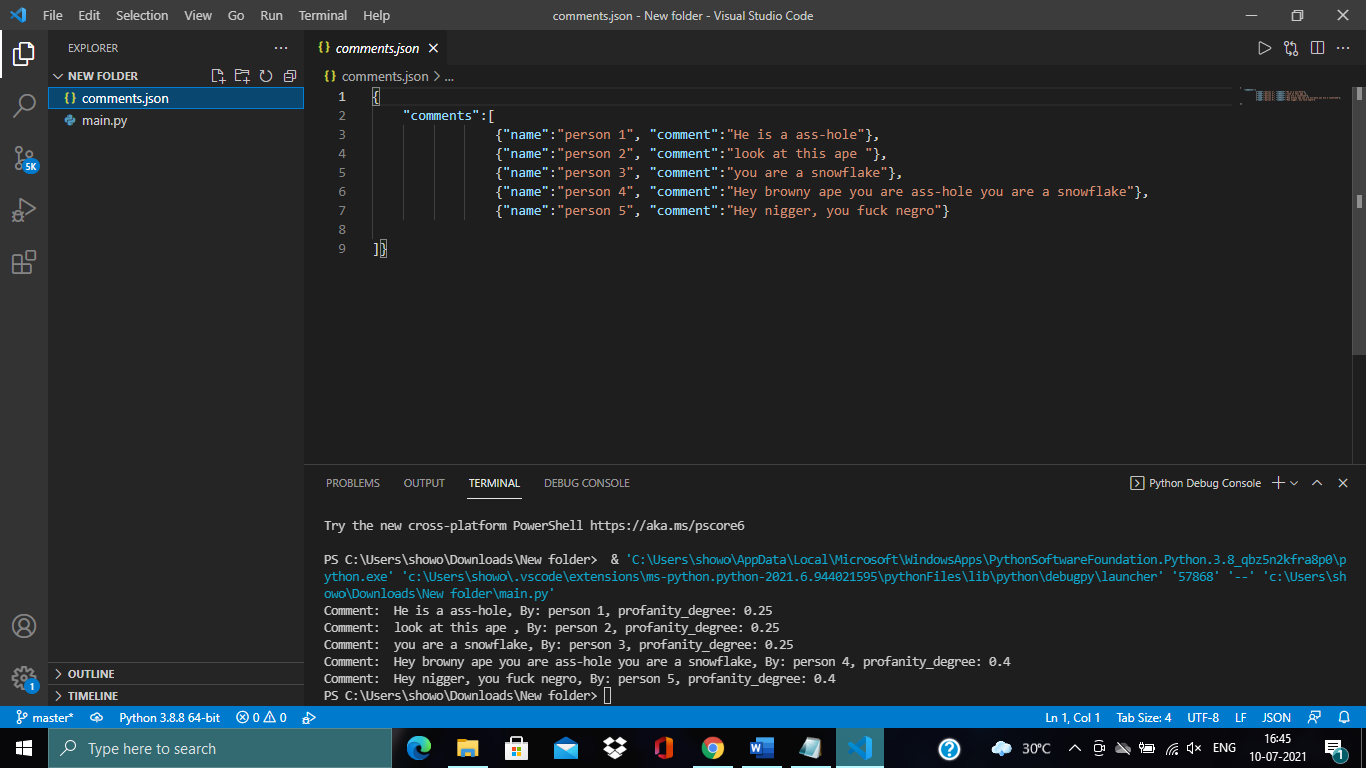 File Edit Selection View Go Run Terminal Help comments.json - New folder - Visual Studio Code
EXPLORER
NEW FOLDER
comments.json
main.py
OUTLINE
TIMELINE
5K
1
comments.json
comments.json > ...
1 {
2 "comments":[
3 {"name":"person 1", "comment":"He is a ass-hole"},
4 {"name":"person 2", "comment":"look at this ape "},
5 {"name":"person 3", "comment":"you are a snowflake"},
6 {"name":"person 4", "comment":"Hey browny ape you are ass-hole you are a snowflake"},
7 {"name":"person 5", "comment":"Hey nigger, you fuck negro"}
8
9 ]}
PROBLEMS OUTPUT TERMINAL DEBUG CONSOLE Python Debug Console
Try the new cross-platform PowerShell https://aka.ms/pscore6
PS C:\Users\showo\Downloads\New folder> & 'C:\Users\showo\AppData\Local\Microsoft\WindowsApps\PythonSoftwareFoundation.Python.3.8_qbz5n2kfra8p0\p
ython.exe' 'c:\Users\showo\.vscode\extensions\ms-python.python-2021.6.944021595\pythonFiles\lib\python\debugpy\launcher' '57868' '--' 'c:\Users\sh
owo\Downloads\New folder\main.py'
Comment: He is a ass-hole, By: person 1, profanity_degree: 0.25
Comment: look at this ape , By: person 2, profanity_degree: 0.25
Comment: you are a snowflake, By: person 3, profanity_degree: 0.25
Comment: Hey browny ape you are ass-hole you are a snowflake, By: person 4, profanity_degree: 0.4
Comment: Hey nigger, you fuck negro, By: person 5, profanity_degree: 0.4
PS C:\Users\showo\Downloads\New folder>
master* Python 3.8.8 64-bit 0 0 Ln 1, Col 1 Tab Size: 4 UTF-8 LF JSON
Type here to search 30°C ENG 16:45
10-07-2021 1